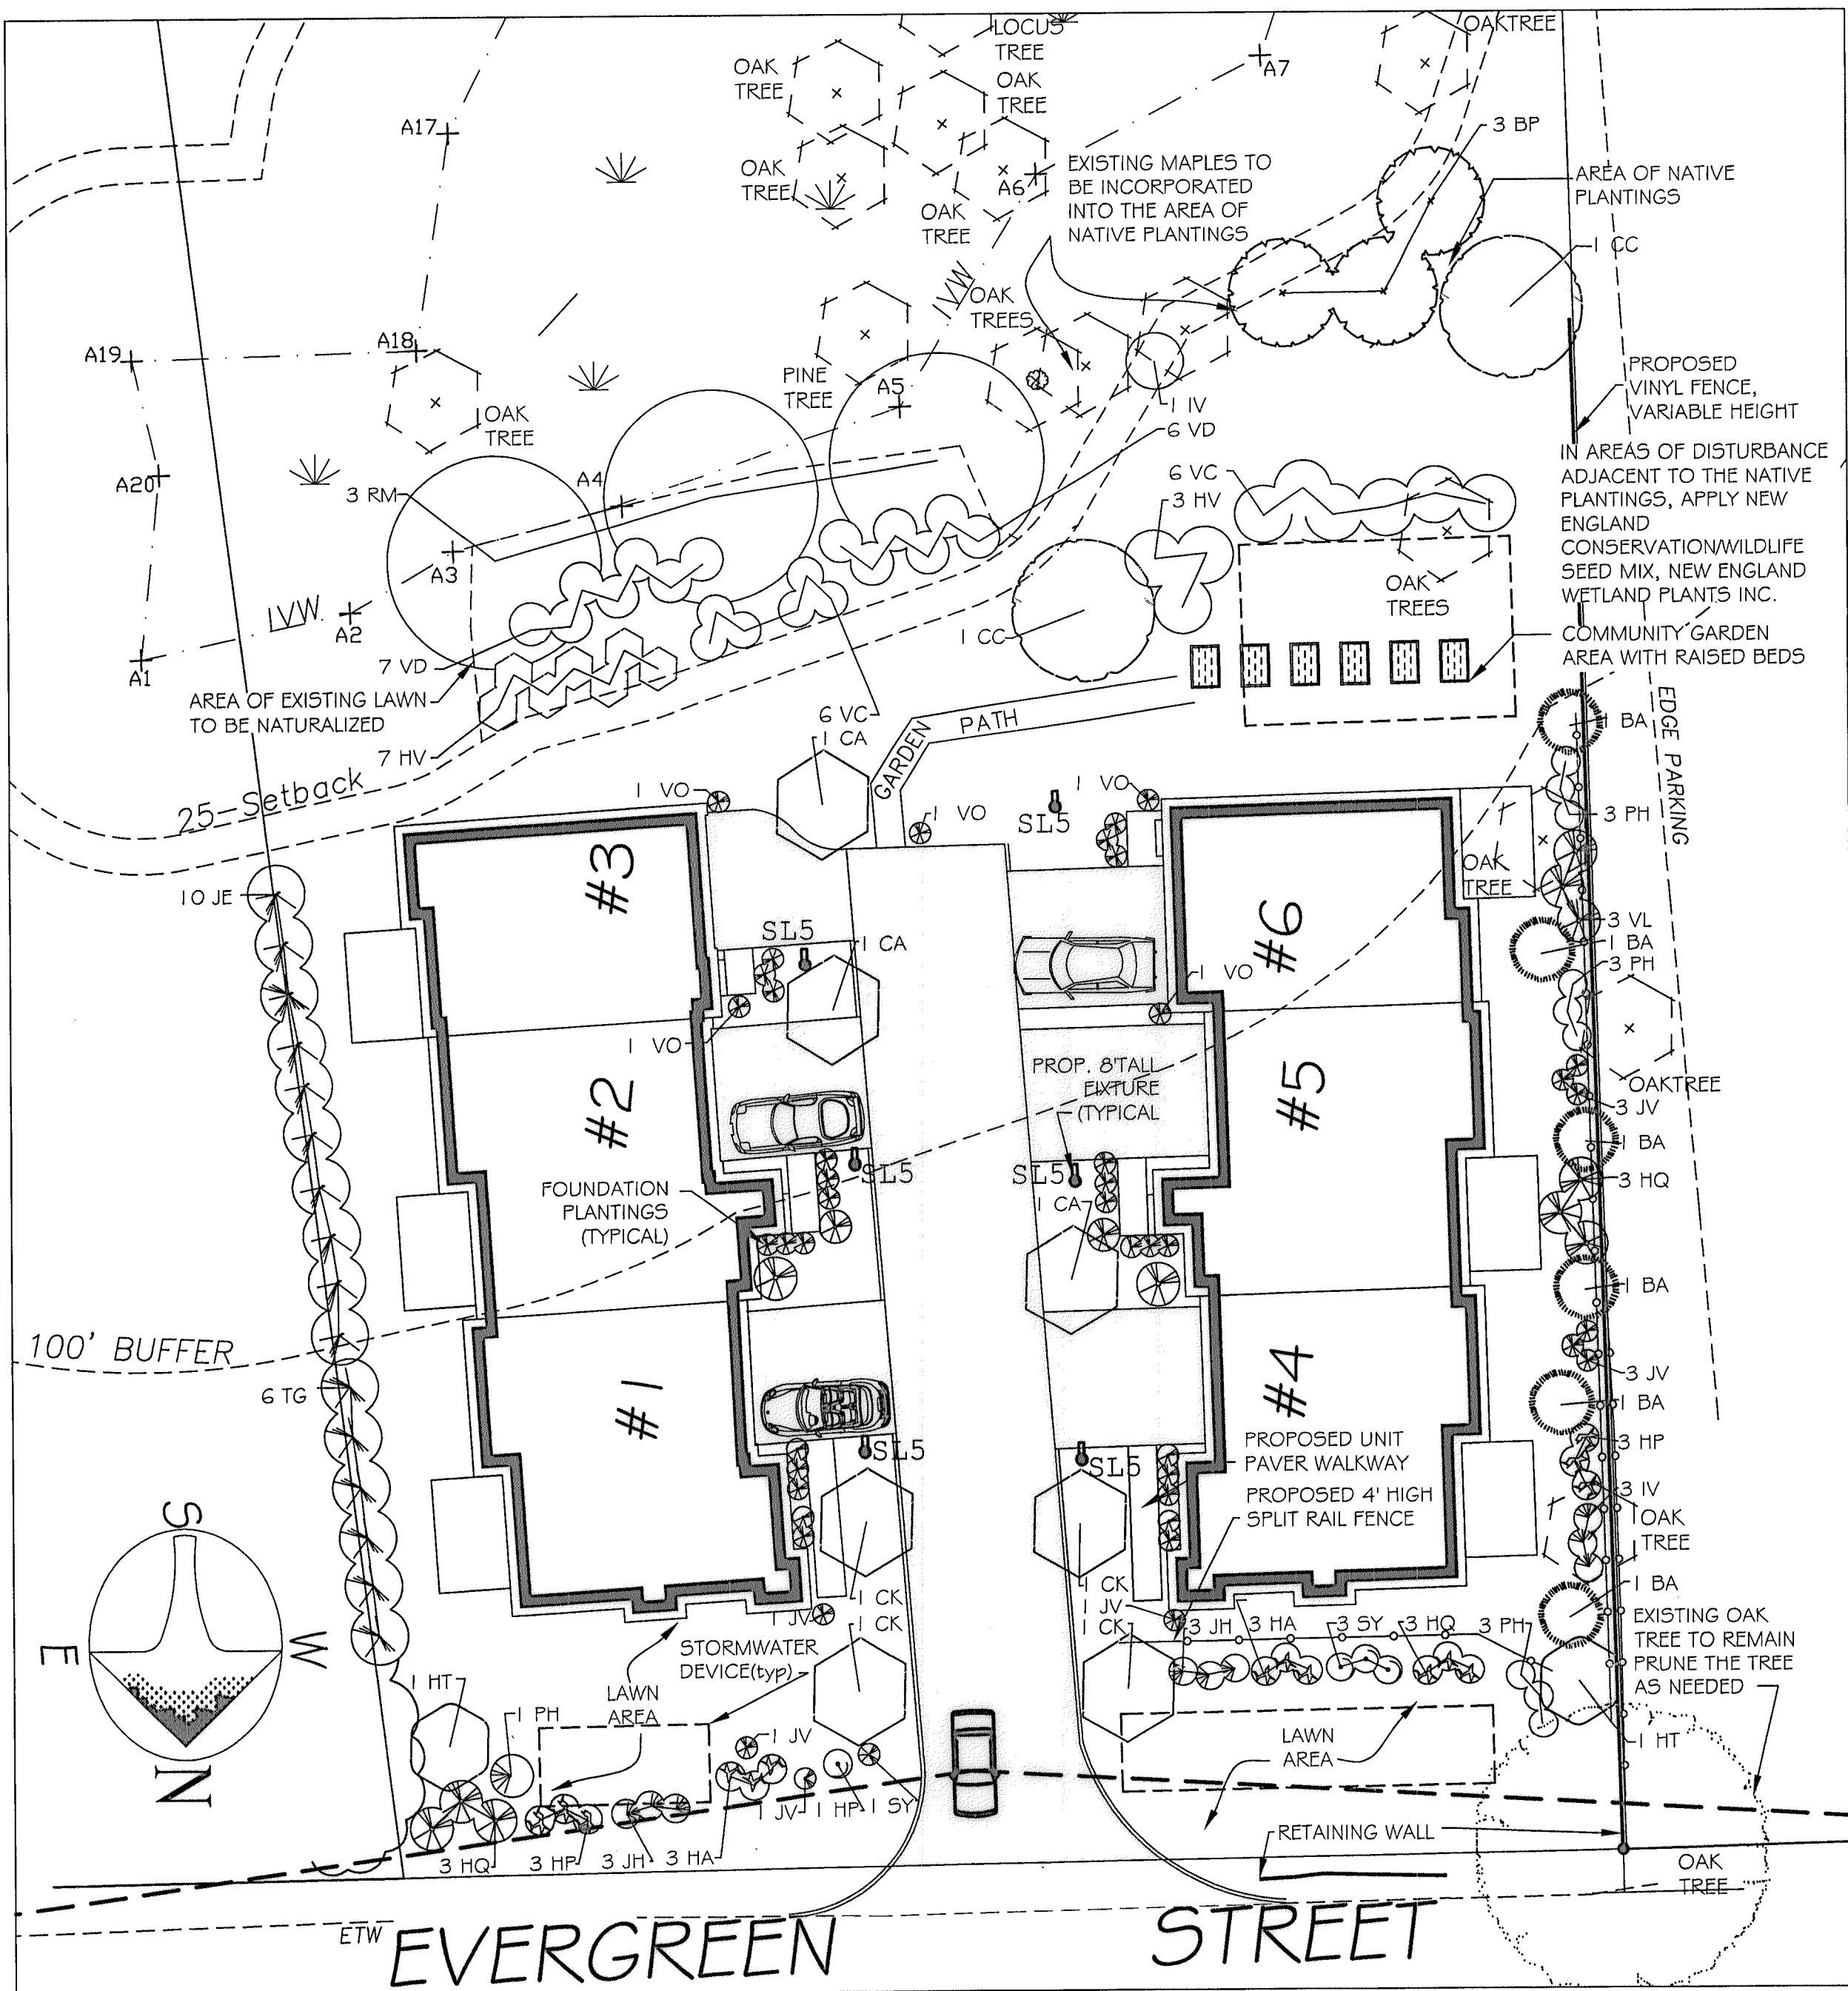 LOCUS
TREE
OAKTREE
A7
OAK
TREE
OAK
TREE
A17
3 BP
OAK
TREE
A6
EXISTING MAPLES TO
BE INCORPORATED
INTO THE AREA OF
NATIVE PLANTINGS
AREA OF NATIVE
PLANTINGS
OAK
TREE
1 CC
IVW
OAK
TREES
A19
A18
PINE
TREE
A5
PROPOSED
VINYL FENCE,
VARIABLE HEIGHT
OAK
TREE
1 IV
6 VD
IN AREAS OF DISTURBANCE
ADJACENT TO THE NATIVE
PLANTINGS, APPLY NEW
ENGLAND
CONSERVATION/WILDLIFE
SEED MIX, NEW ENGLAND
WETLAND PLANTS INC.
A20
3 RM
A4
6 VC
3 HV
A3
OAK
TREES
IVW
A2
1 CC
COMMUNITY GARDEN
AREA WITH RAISED BEDS
A1
7 VD
AREA OF EXISTING LAWN
TO BE NATURALIZED
6 VC
1 CA
GARDEN
PATH
1 BA
EDGE PARKING
7 HV
25-Setback
1 VO
1 VO
1 VO
SL5
3 PH
#3
OAK
TREE
10 JE
#6
SL5
1 CA
3 VL
1 BA
3 PH
1 VO
1 VO
#2
PROP. 8'TALL
FIXTURE
(TYPICAL
#5
OAKTREE
3 JV
1 BA
SL5
SL5
FOUNDATION
PLANTINGS
(TYPICAL)
1 CA
3 HQ
1 BA
100' BUFFER
6 TG
#1
#4
3 JV
1 BA
SL5
SL5
PROPOSED UNIT
PAVER WALKWAY
3 HP
PROPOSED 4' HIGH
SPLIT RAIL FENCE
3 IV
OAK
TREE
S
E
W
N
1 CK
1 JV
1 CK
1 CK
1 JV
1 CK
1 BA
3 JH
3 HA
3 SY
3 HQ
3 PH
EXISTING OAK
TREE TO REMAIN
PRUNE THE TREE
AS NEEDED
STORMWATER
DEVICE(typ)
1 HT
LAWN
AREA
1 PH
1 JV
LAWN
AREA
1 HT
1 JV
1 HP
1 SY
3 HQ
3 HP
3 JH
3 HA
RETAINING WALL
OAK
TREE
ETW
EVERGREEN STREET